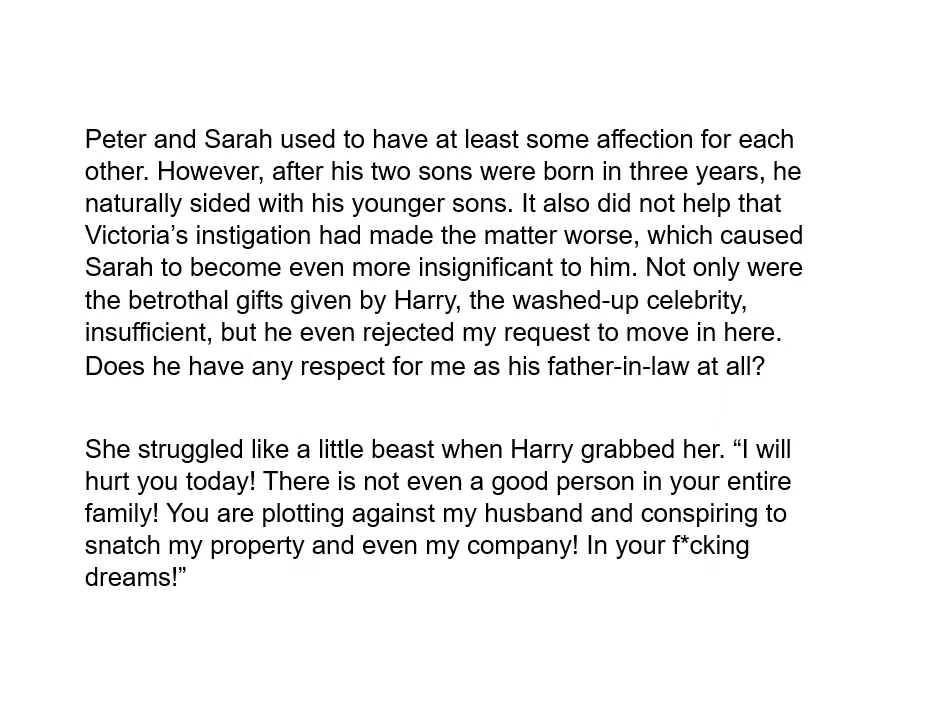 Peter and Sarah used to have at least some affection for each
other. However, after his two sons were born in three years, he
naturally sided with his younger sons. It also did not help that
Victoria’s instigation had made the matter worse, which caused
Sarah to become even more insignificant to him. Not only were
the betrothal gifts given by Harry, the washed-up celebrity,
insufficient, but he even rejected my request to move in here.
Does he have any respect for me as his father-in-law at all?
She struggled like a little beast when Harry grabbed her. “I will
hurt you today! There is not even a good person in your entire
family! You are plotting against my husband and conspiring to
snatch my property and even my company! In your f*cking
dreams!”